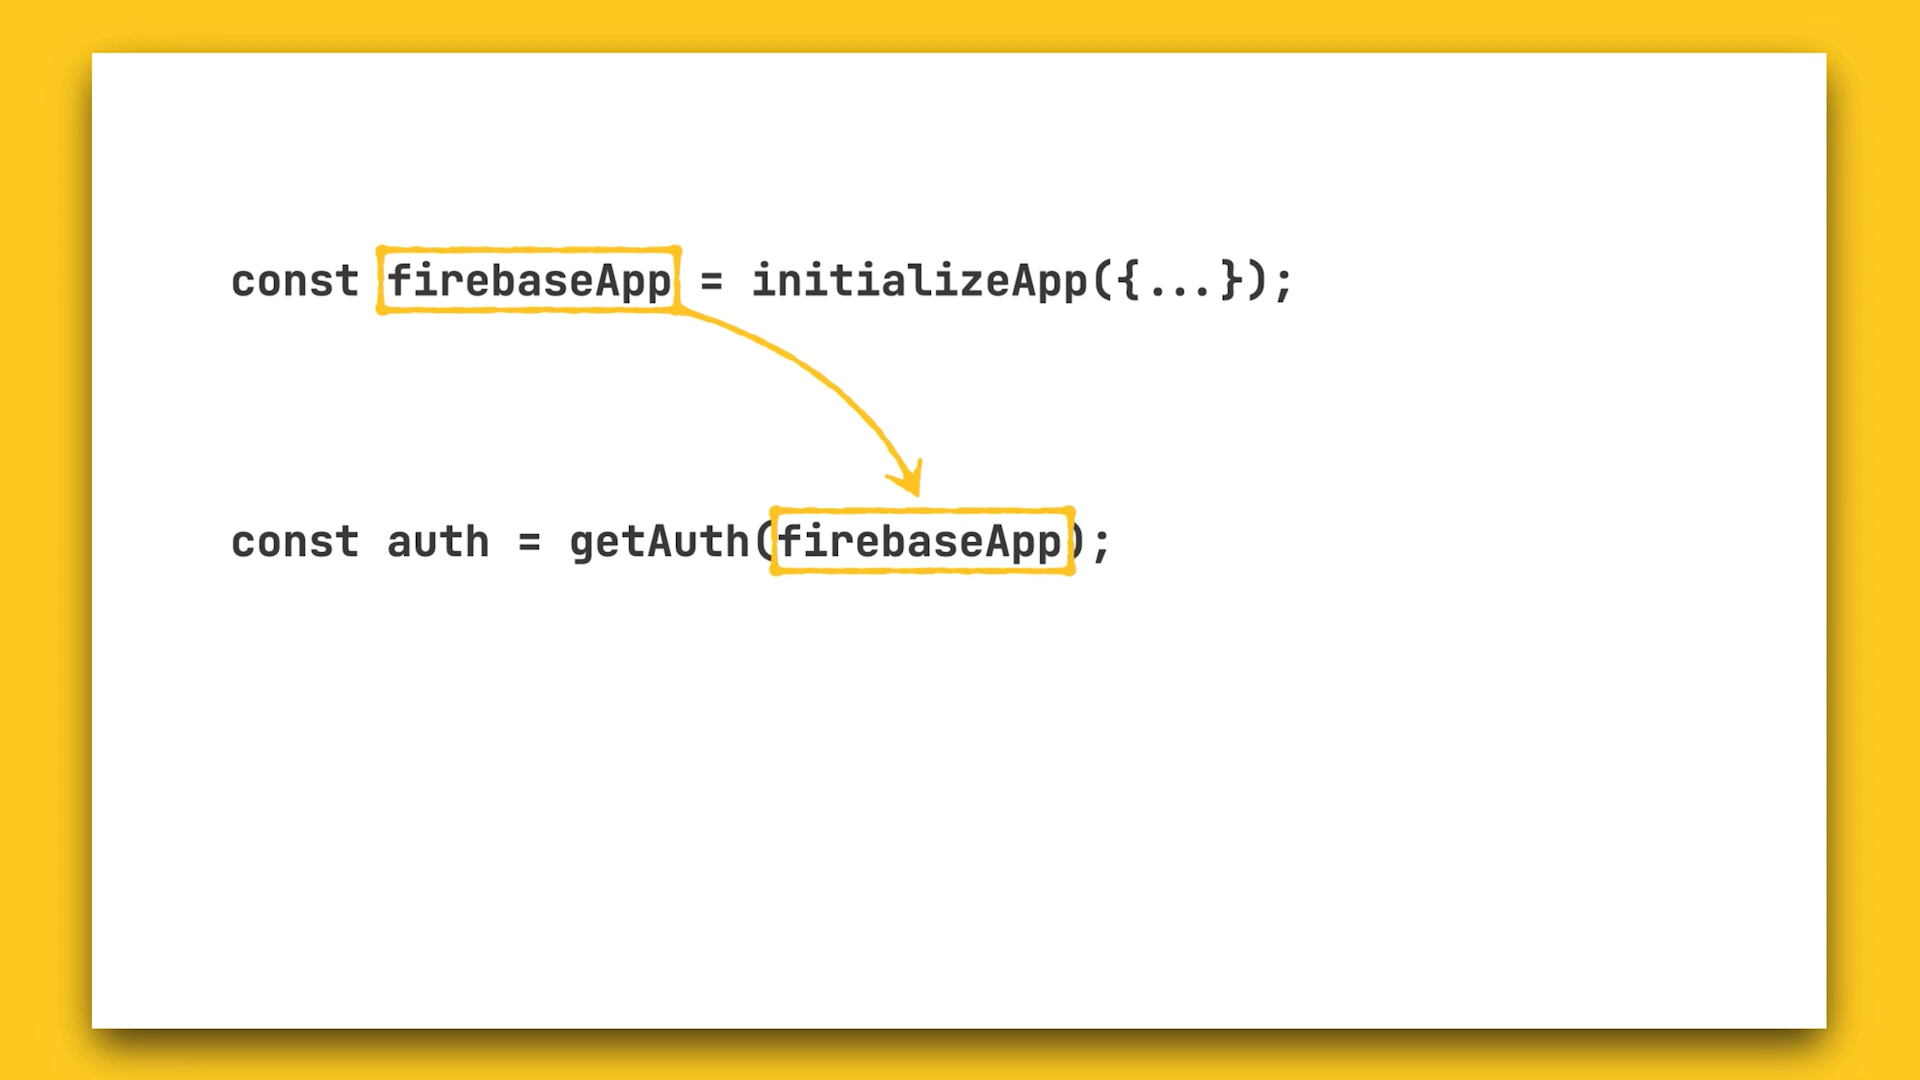 const firebaseApp = initializeApp({...});
const auth = getAuth(firebaseApp);